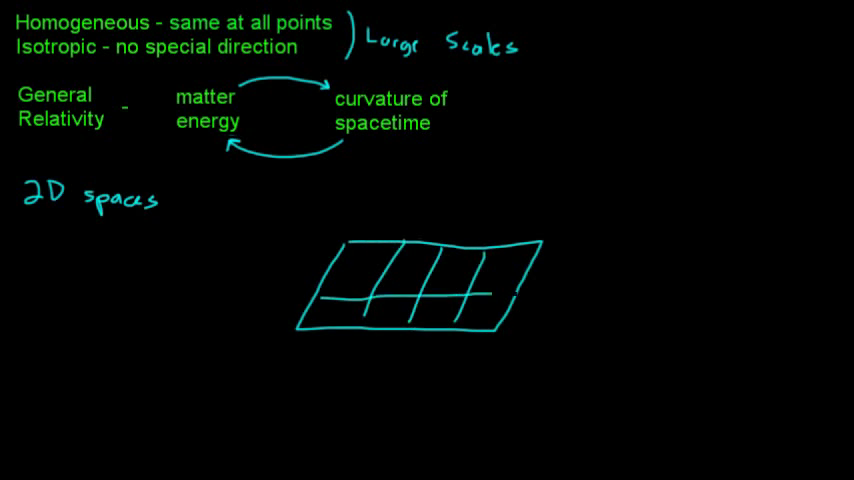 Homogeneous - same at all points
Isotropic - no special direction
Large Scales
General Relativity -
matter energy
curvature of spacetime
2D spaces